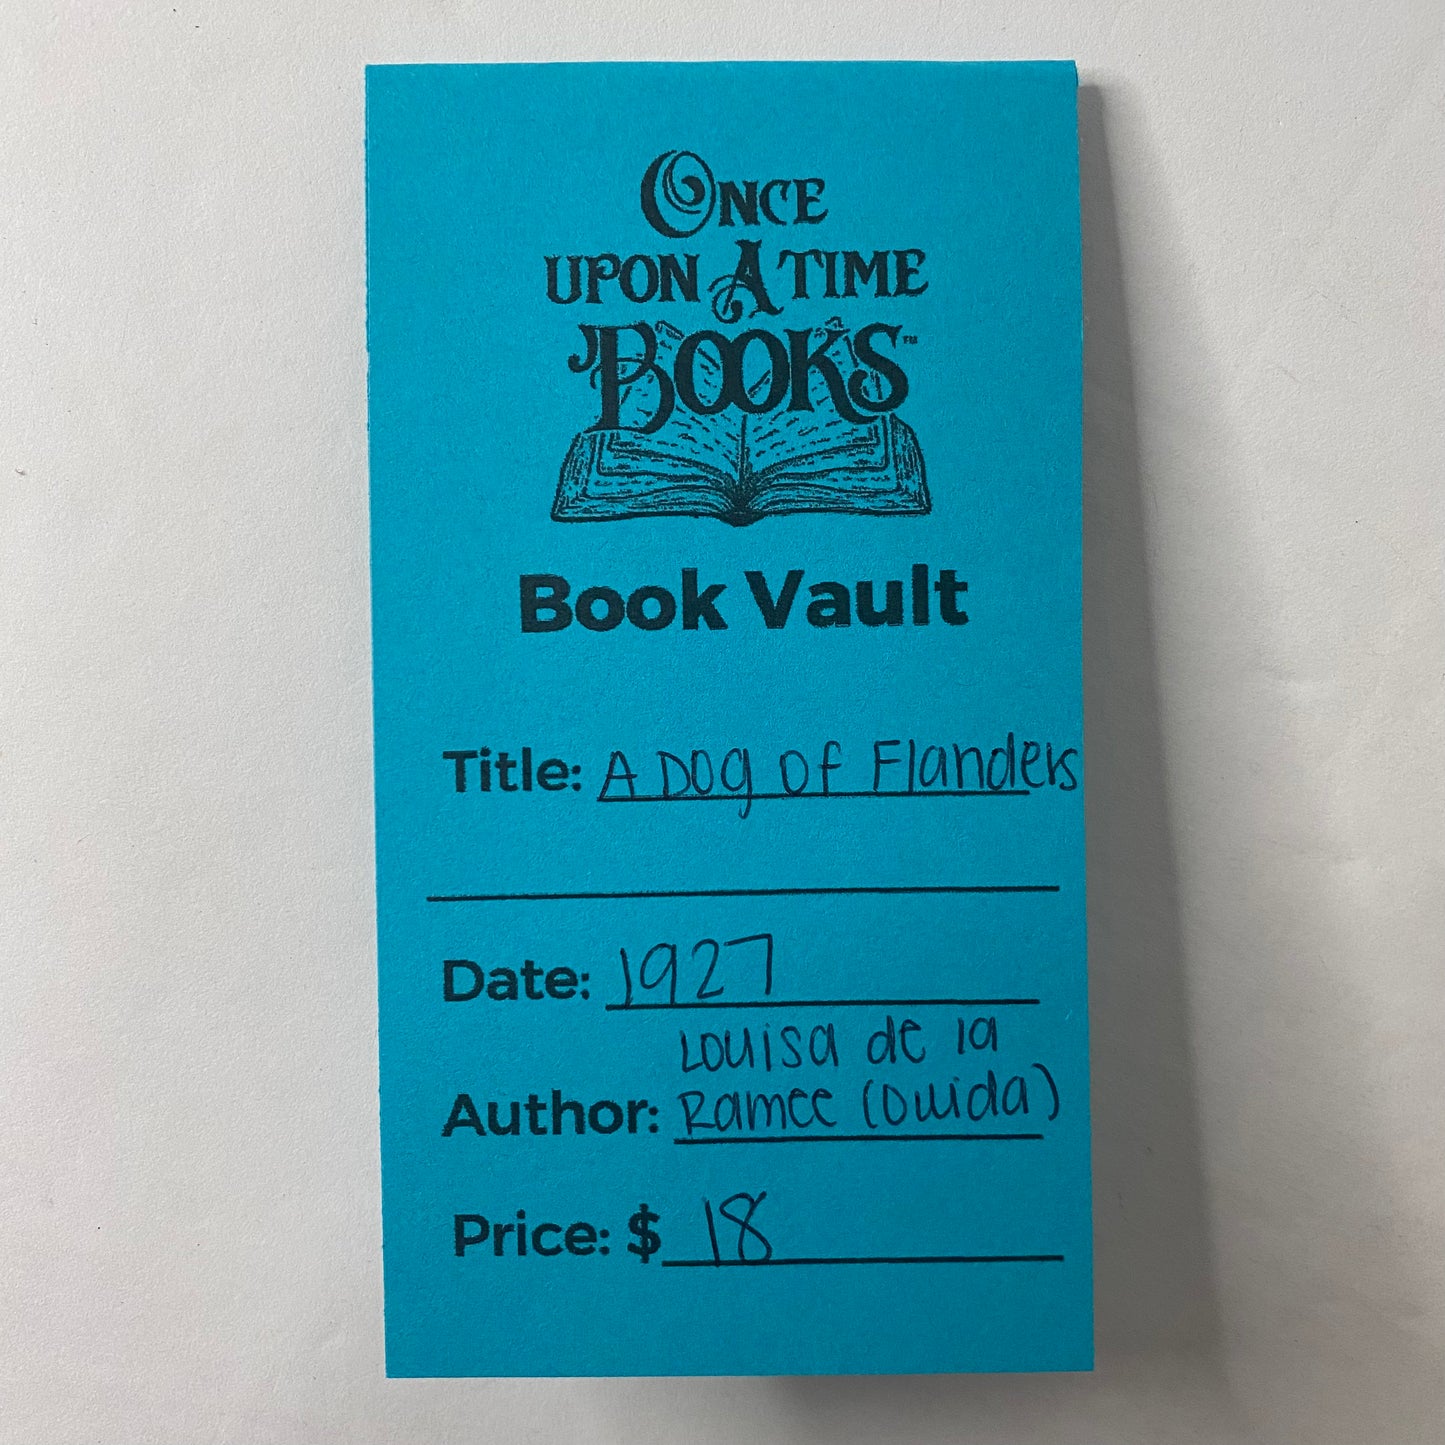 ONCE
UPON A TIME
BOOKS™
Book Vault
Title: A Dog of Flanders
Date: 1927
Louisa de la
Author: Ramee (Ouida)
Price: $ 18